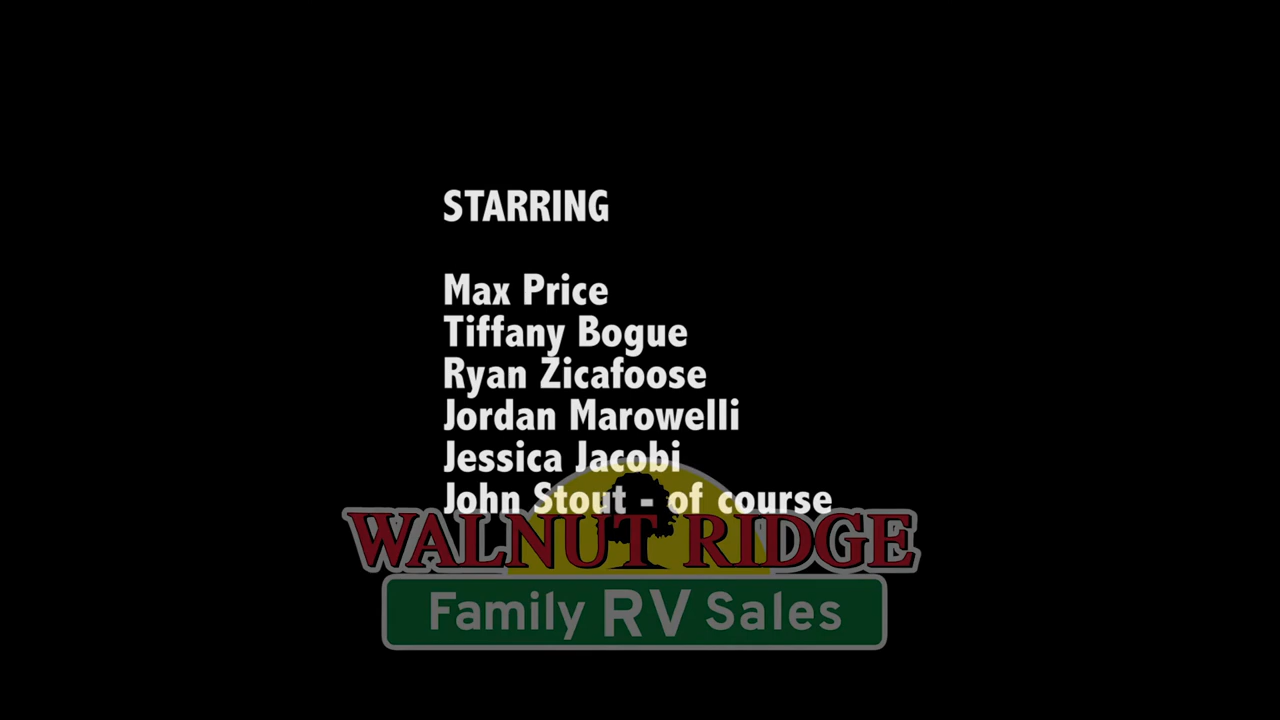 STARRING
Max Price
Tiffany Bogue
Ryan Zicafoose
Jordan Marowelli
Jessica Jacobi
John Stout - of course
WALNUT RIDGE
Family RV Sales